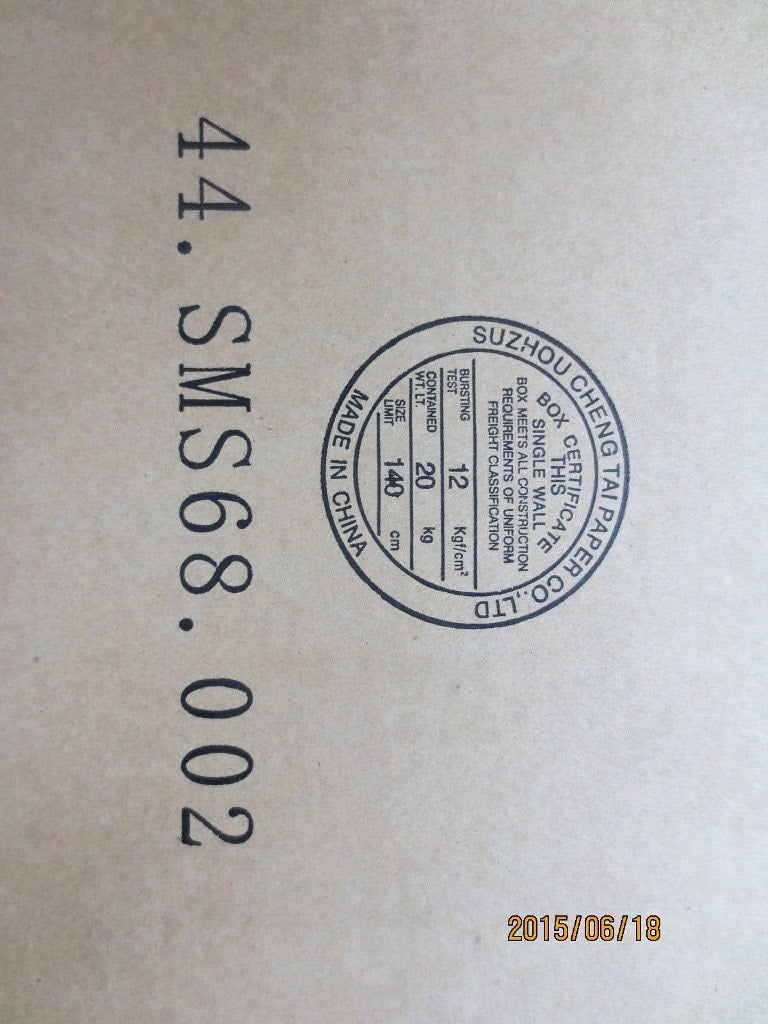 SUZHOU CHENG TAI PAPER CO.,LTD
BOX CERTIFICATE
THIS
SINGLE WALL
BOX MEETS ALL CONSTRUCTION
REQUIREMENTS OF UNIFORM
FREIGHT CLASSIFICATION
BURSTING TEST 12 Kgf/cm²
CONTAINED WT. LT. 20 kg
SIZE LIMIT 140 cm
MADE IN CHINA
44.SMS68.002
2015/06/18